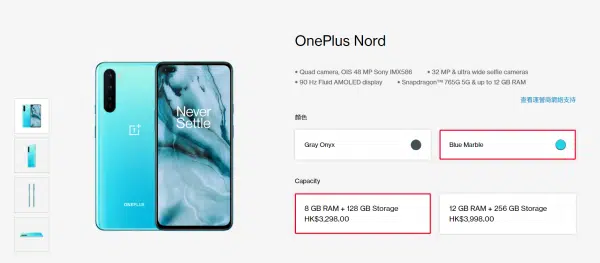 OnePlus Nord
• Quad camera, OIS 48 MP Sony IMX586 • 32 MP & ultra wide selfie cameras
• 90 Hz Fluid AMOLED display • Snapdragon™ 765G 5G & up to 12 GB RAM
查看運營商網絡支持
顏色
Gray Onyx
Blue Marble
Capacity
8 GB RAM + 128 GB Storage
HK$3,298.00
12 GB RAM + 256 GB Storage
HK$3,998.00
Never
Settle
ONEPLUS